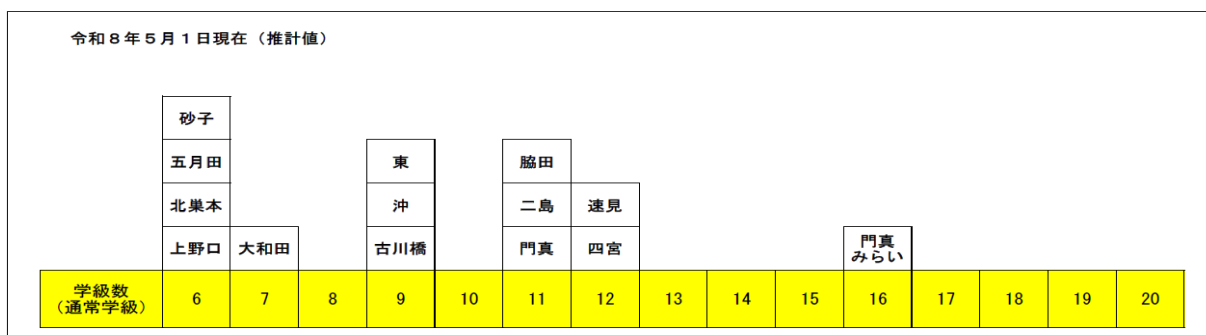 令和８年５月１日現在（推計値）
砂子
五月田 東 脇田
北巣本 沖 二島 速見
上野口 大和田 古川橋 門真 四宮 門真
みらい
学級数
（通常学級） 6 7 8 9 10 11 12 13 14 15 16 17 18 19 20